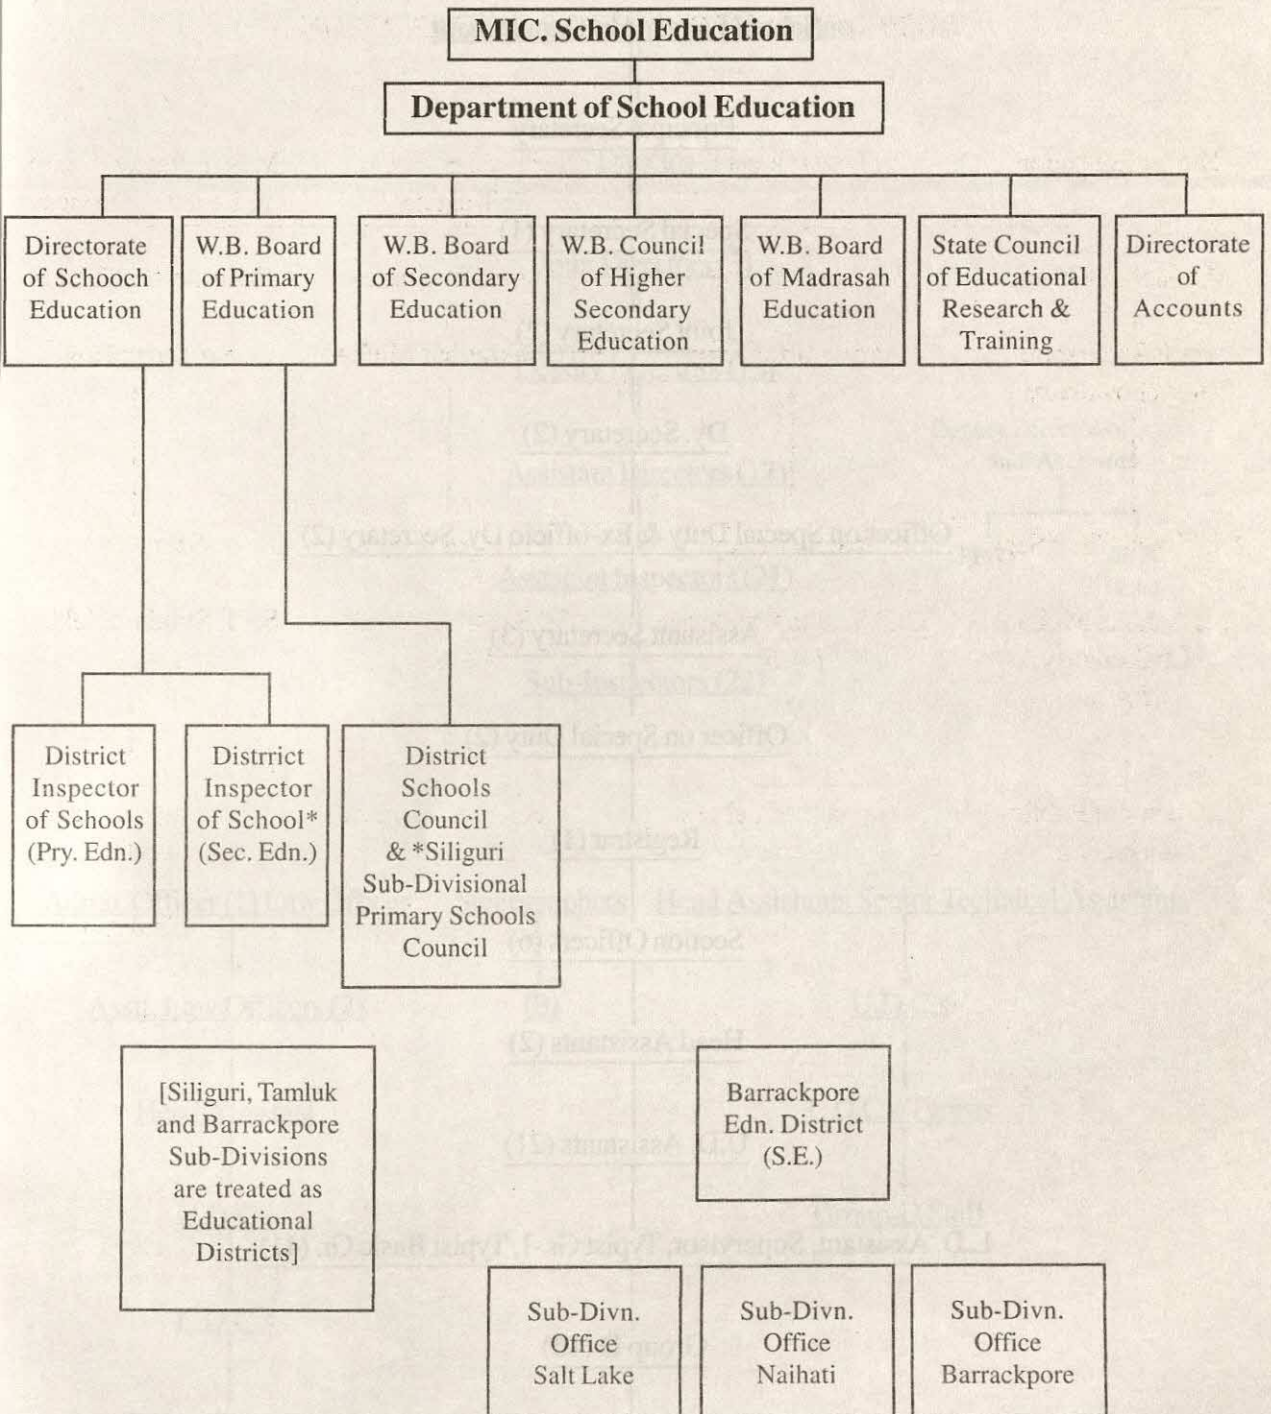 MIC. School Education
Department of School Education
Directorate
of Schooch
Education
W.B. Board
of Primary
Education
W.B. Board
of Secondary
Education
W.B. Council
of Higher
Secondary
Education
W.B. Board
of Madrasah
Education
State Council
of Educational
Research &
Training
Directorate
of
Accounts
District
Inspector
of Schools
(Pry. Edn.)
Distrrict
Inspector
of School*
(Sec. Edn.)
District
Schools
Council
& *Siliguri
Sub-Divisional
Primary Schools
Council
[Siliguri, Tamluk
and Barrackpore
Sub-Divisions
are treated as
Educational
Districts]
Barrackpore
Edn. District
(S.E.)
Sub-Divn.
Office
Salt Lake
Sub-Divn.
Office
Naihati
Sub-Divn.
Office
Barrackpore